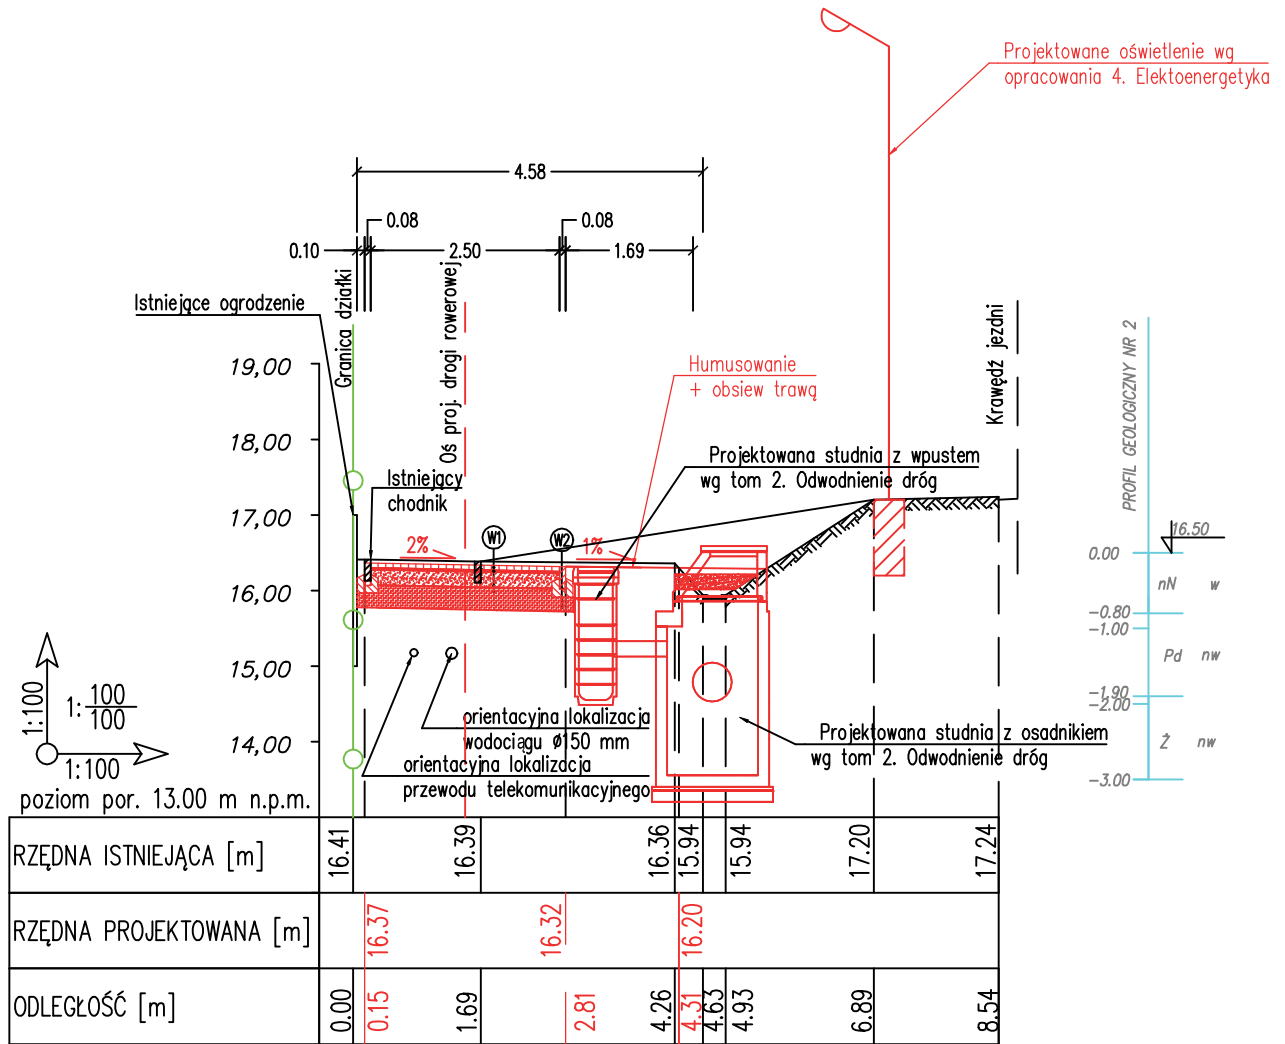 Projektowane oświetlenie wg
opracowania 4. Elektoenergetyka
4.58
0.08
0.08
0.10
2.50
1.69
Istniejące ogrodzenie
Granica działki
Oś proj. drogi rowerowej
Krawędź jezdni
PROFIL GEOLOGICZNY NR 2
19,00
18,00
17,00
16,00
15,00
14,00
Humusowanie
+ obsiew trawą
Projektowana studnia z wpustem
wg tom 2. Odwodnienie dróg
Istniejący
chodnik
2%
W1
W2
1%
16.50
0.00
nN w
-0.80
-1.00
Pd nw
-1.90
-2.00
Ż nw
-3.00
1:100
1:100/100
1:100
orientacyjna lokalizacja
wodociągu Ø150 mm
orientacyjna lokalizacja
przewodu telekomunikacyjnego
Projektowana studnia z osadnikiem
wg tom 2. Odwodnienie dróg
poziom por. 13.00 m n.p.m.
RZĘDNA ISTNIEJĄCA [m] 16.41 16.39 16.36 15.94 15.94 17.20 17.24
RZĘDNA PROJEKTOWANA [m] 16.37 16.32 16.20
ODLEGŁOŚĆ [m] 0.00 0.15 1.69 2.81 4.26 4.31 4.63 4.93 6.89 8.54